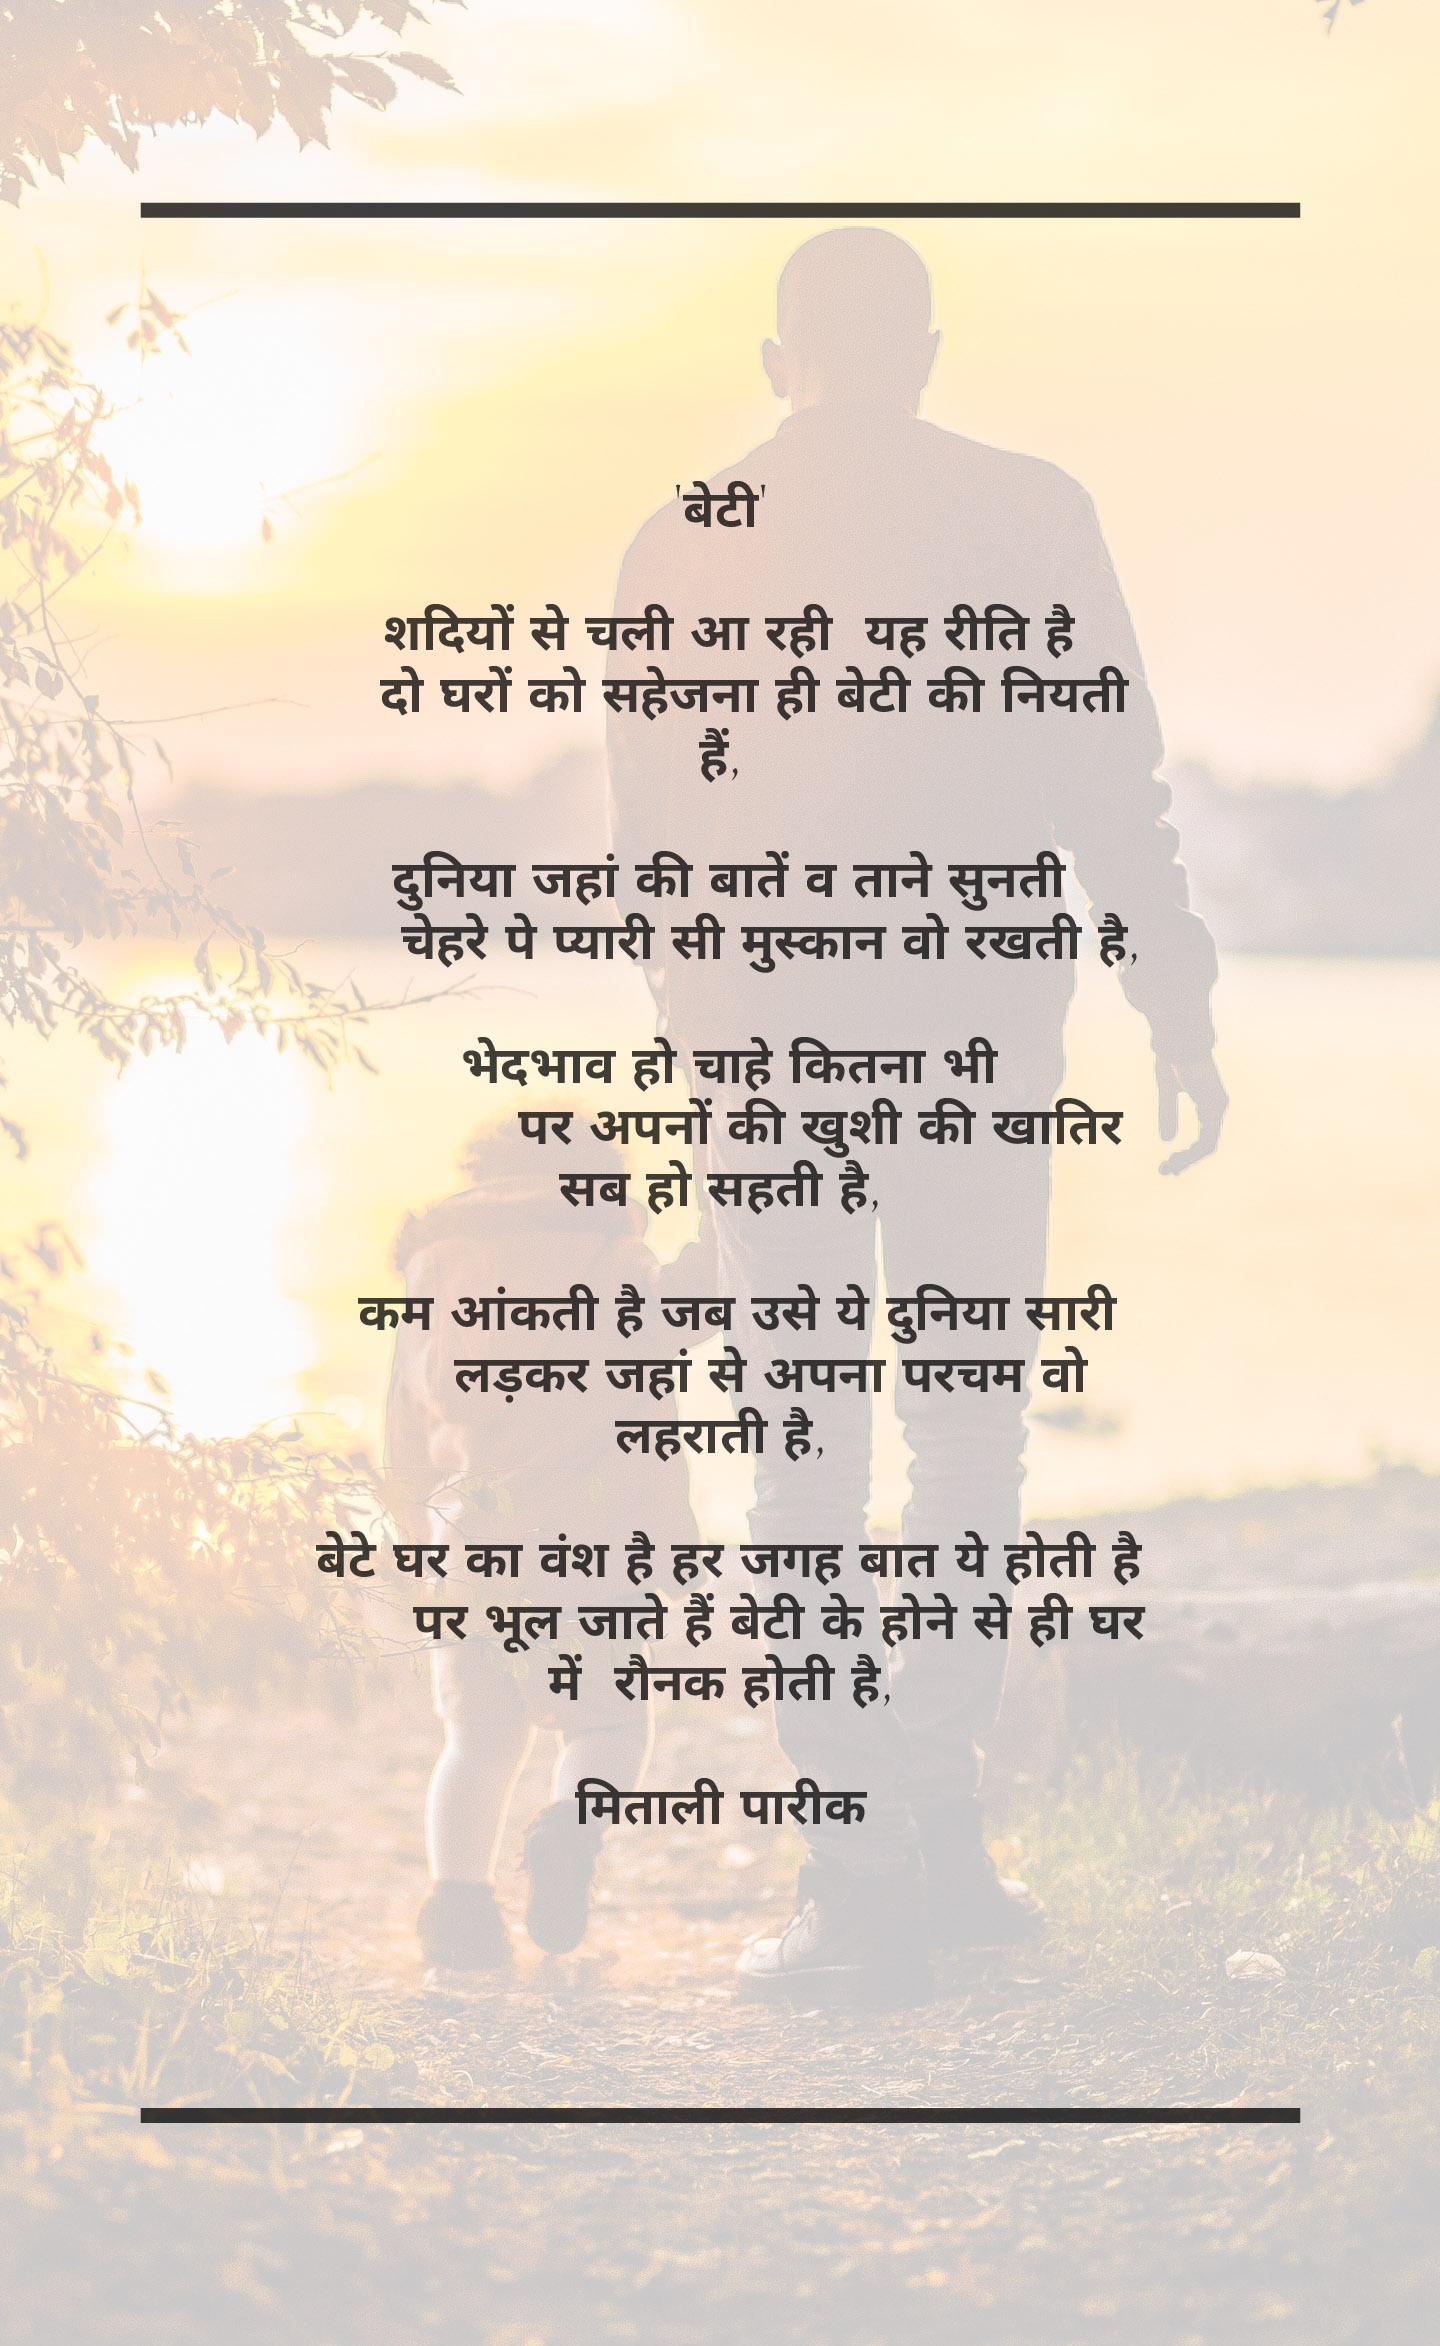 'बेटी'
शदियों से चली आ रही यह रीति है
दो घरों को सहेजना ही बेटी की नियती
हैं,
दुनिया जहां की बातें व ताने सुनती
चेहरे पे प्यारी सी मुस्कान वो रखती है,
भेदभाव हो चाहे कितना भी
पर अपनों की खुशी की खातिर
सब हो सहती है,
कम आंकती है जब उसे ये दुनिया सारी
लड़कर जहां से अपना परचम वो
लहराती है,
बेटे घर का वंश है हर जगह बात ये होती है
पर भूल जाते हैं बेटी के होने से ही घर
में रौनक होती है,
मिताली पारीक